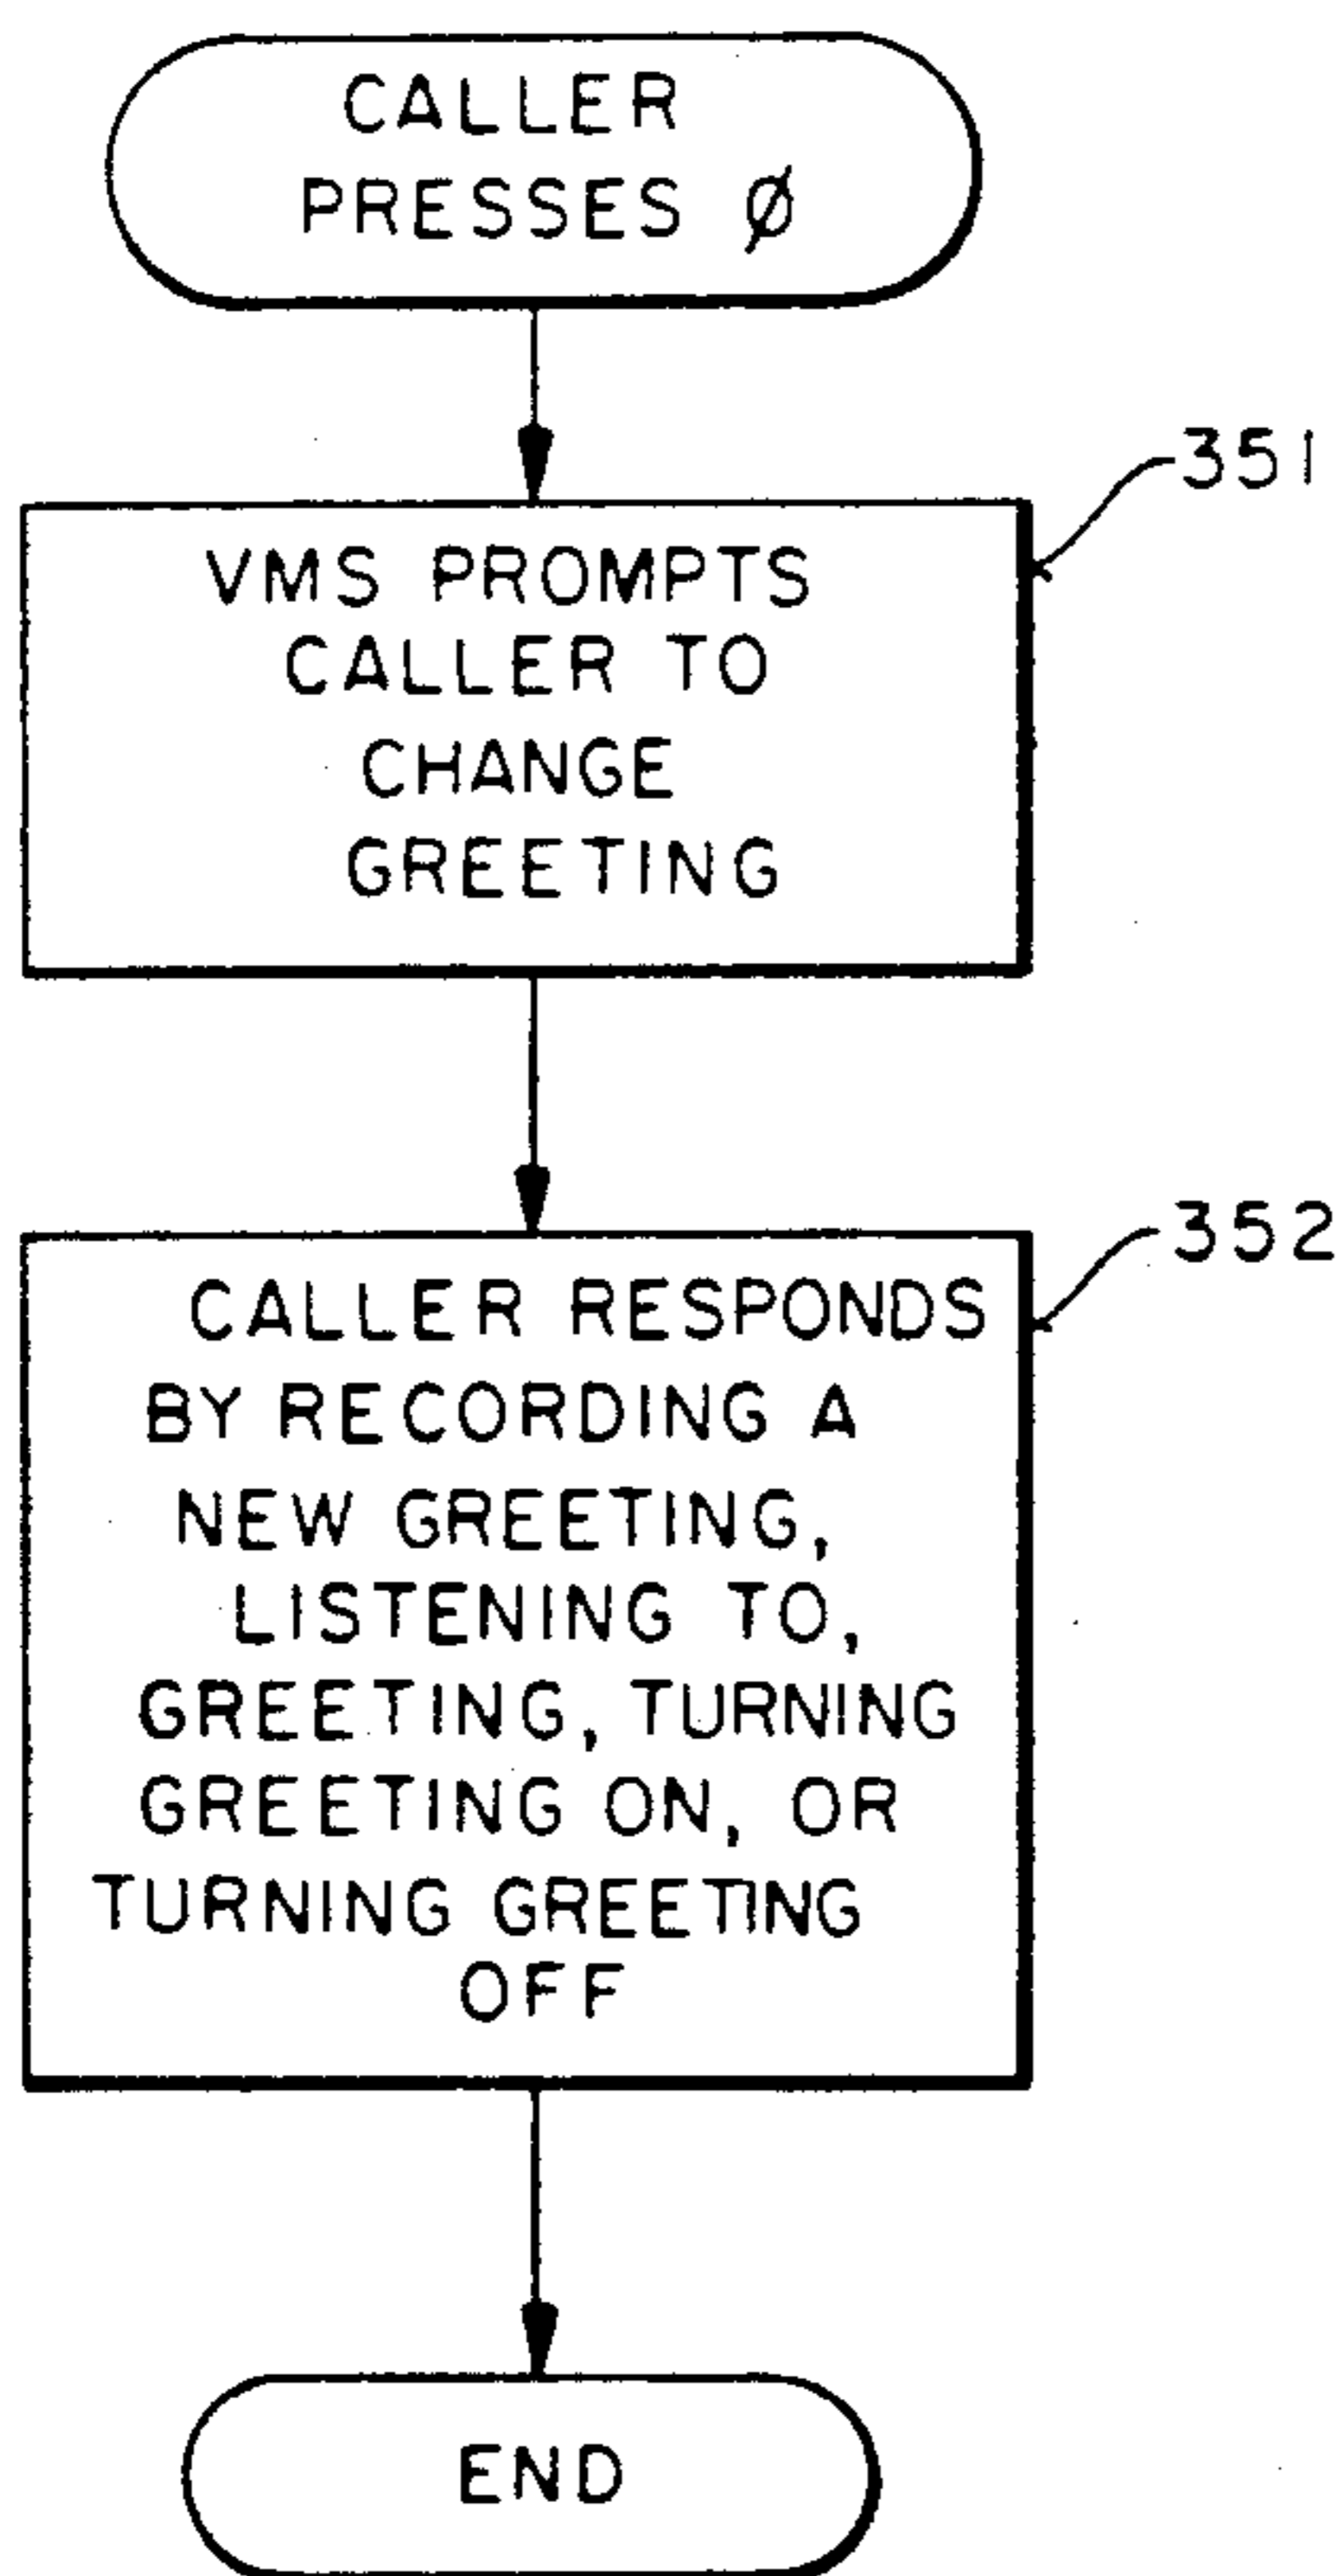 CALLER
PRESSES Ø
351
VMS PROMPTS
CALLER TO
CHANGE
GREETING
352
CALLER RESPONDS
BY RECORDING A
NEW GREETING,
LISTENING TO,
GREETING, TURNING
GREETING ON, OR
TURNING GREETING
OFF
END